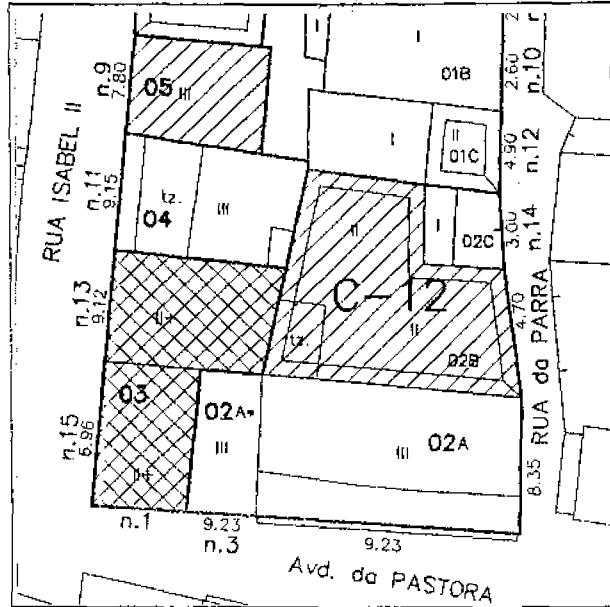 RUA ISABEL II
n.9
7.80
05
III
n.11
9.15
04
tz.
III
n.13
9.12
II+
n.15
6.96
03
II+
n.1
02A
III
9.23
n.3
I
01B
2.60
n.10
I
II
01C
4.90
n.12
I
02C
3.00
n.14
II
C-12
II
tz.
02B
4.70
RUA da PARRA
III
02A
8.35
9.23
Avd. da PASTORA